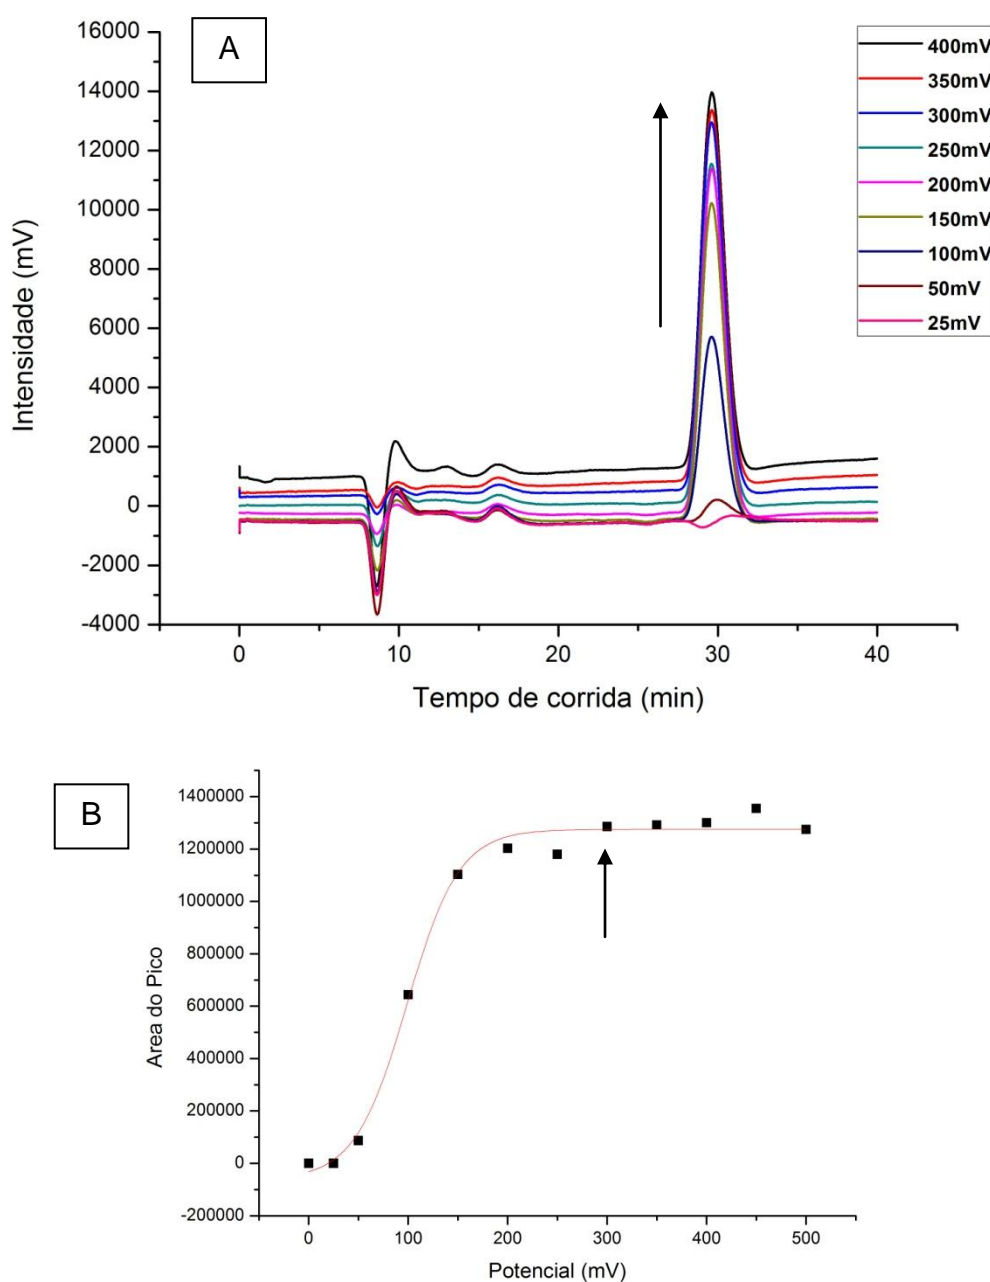 A
16000
14000
12000
10000
8000
6000
4000
2000
0
-2000
-4000
Intensidade (mV)
0 10 20 30 40
Tempo de corrida (min)
400mV
350mV
300mV
250mV
200mV
150mV
100mV
50mV
25mV
B
1400000
1200000
1000000
800000
600000
400000
200000
0
-200000
Area do Pico
0 100 200 300 400 500
Potencial (mV)